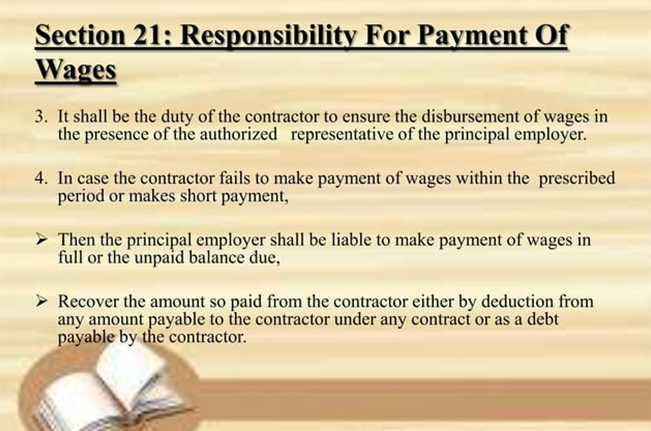 Section 21: Responsibility For Payment Of
Wages
3. It shall be the duty of the contractor to ensure the disbursement of wages in
the presence of the authorized representative of the principal employer.
4. In case the contractor fails to make payment of wages within the prescribed
period or makes short payment,
➢ Then the principal employer shall be liable to make payment of wages in
full or the unpaid balance due,
➢ Recover the amount so paid from the contractor either by deduction from
any amount payable to the contractor under any contract or as a debt
payable by the contractor.